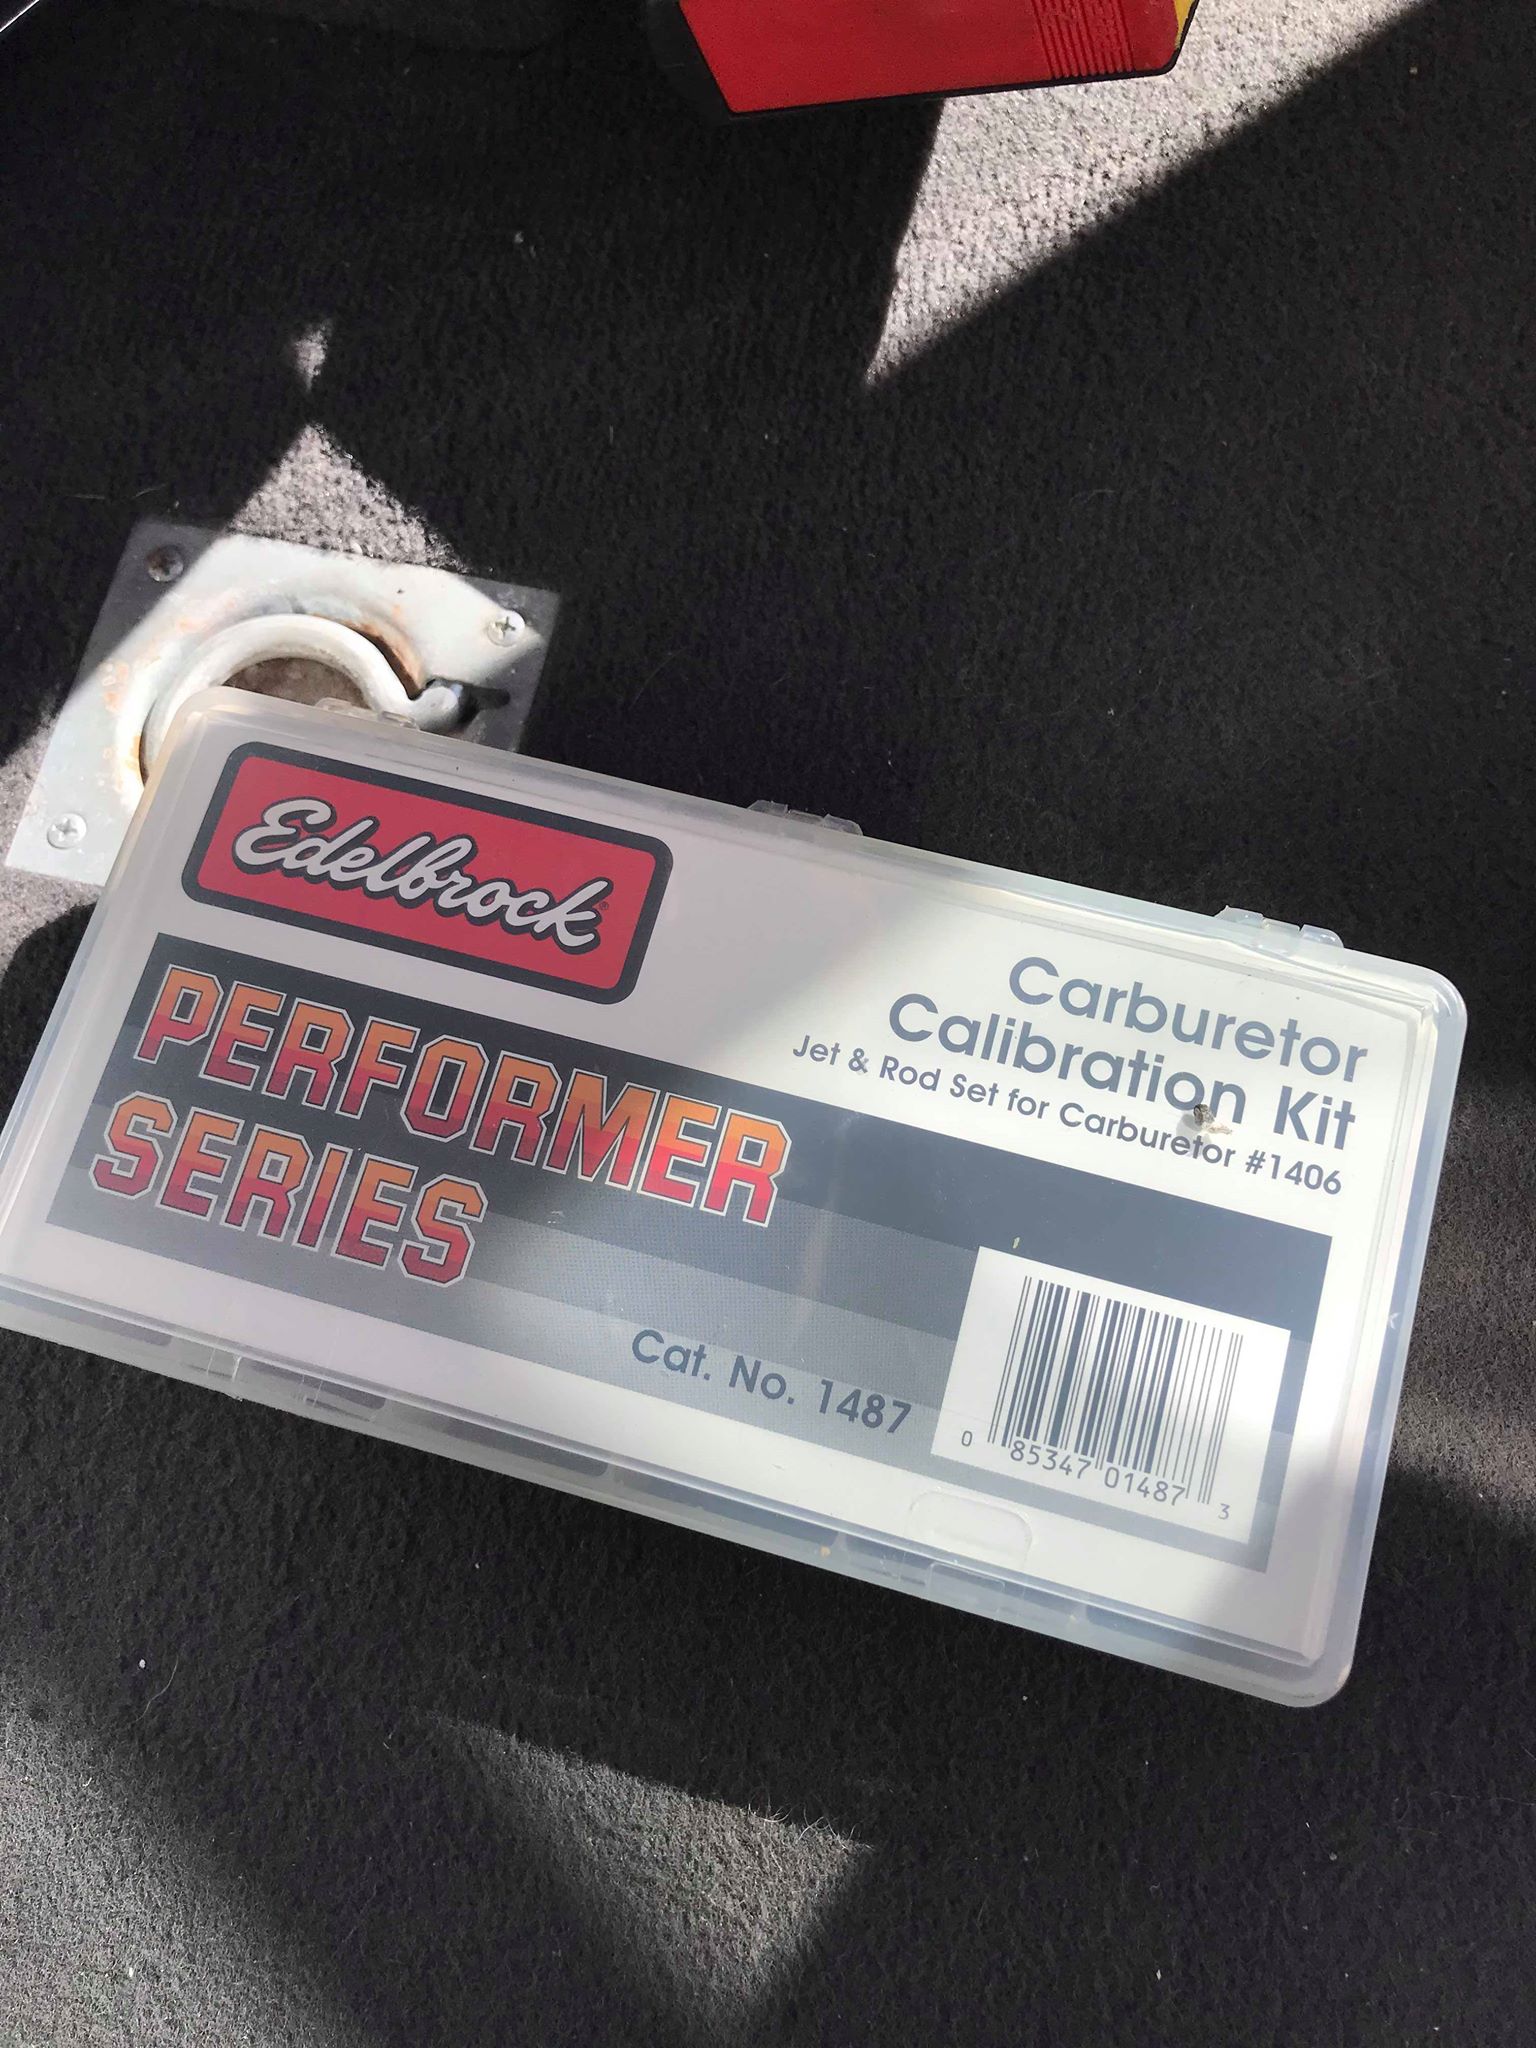 Edelbrock®
PERFORMER
SERIES
Carburetor
Calibration Kit
Jet & Rod Set for Carburetor #1406
Cat. No. 1487
0 85347 01487 3